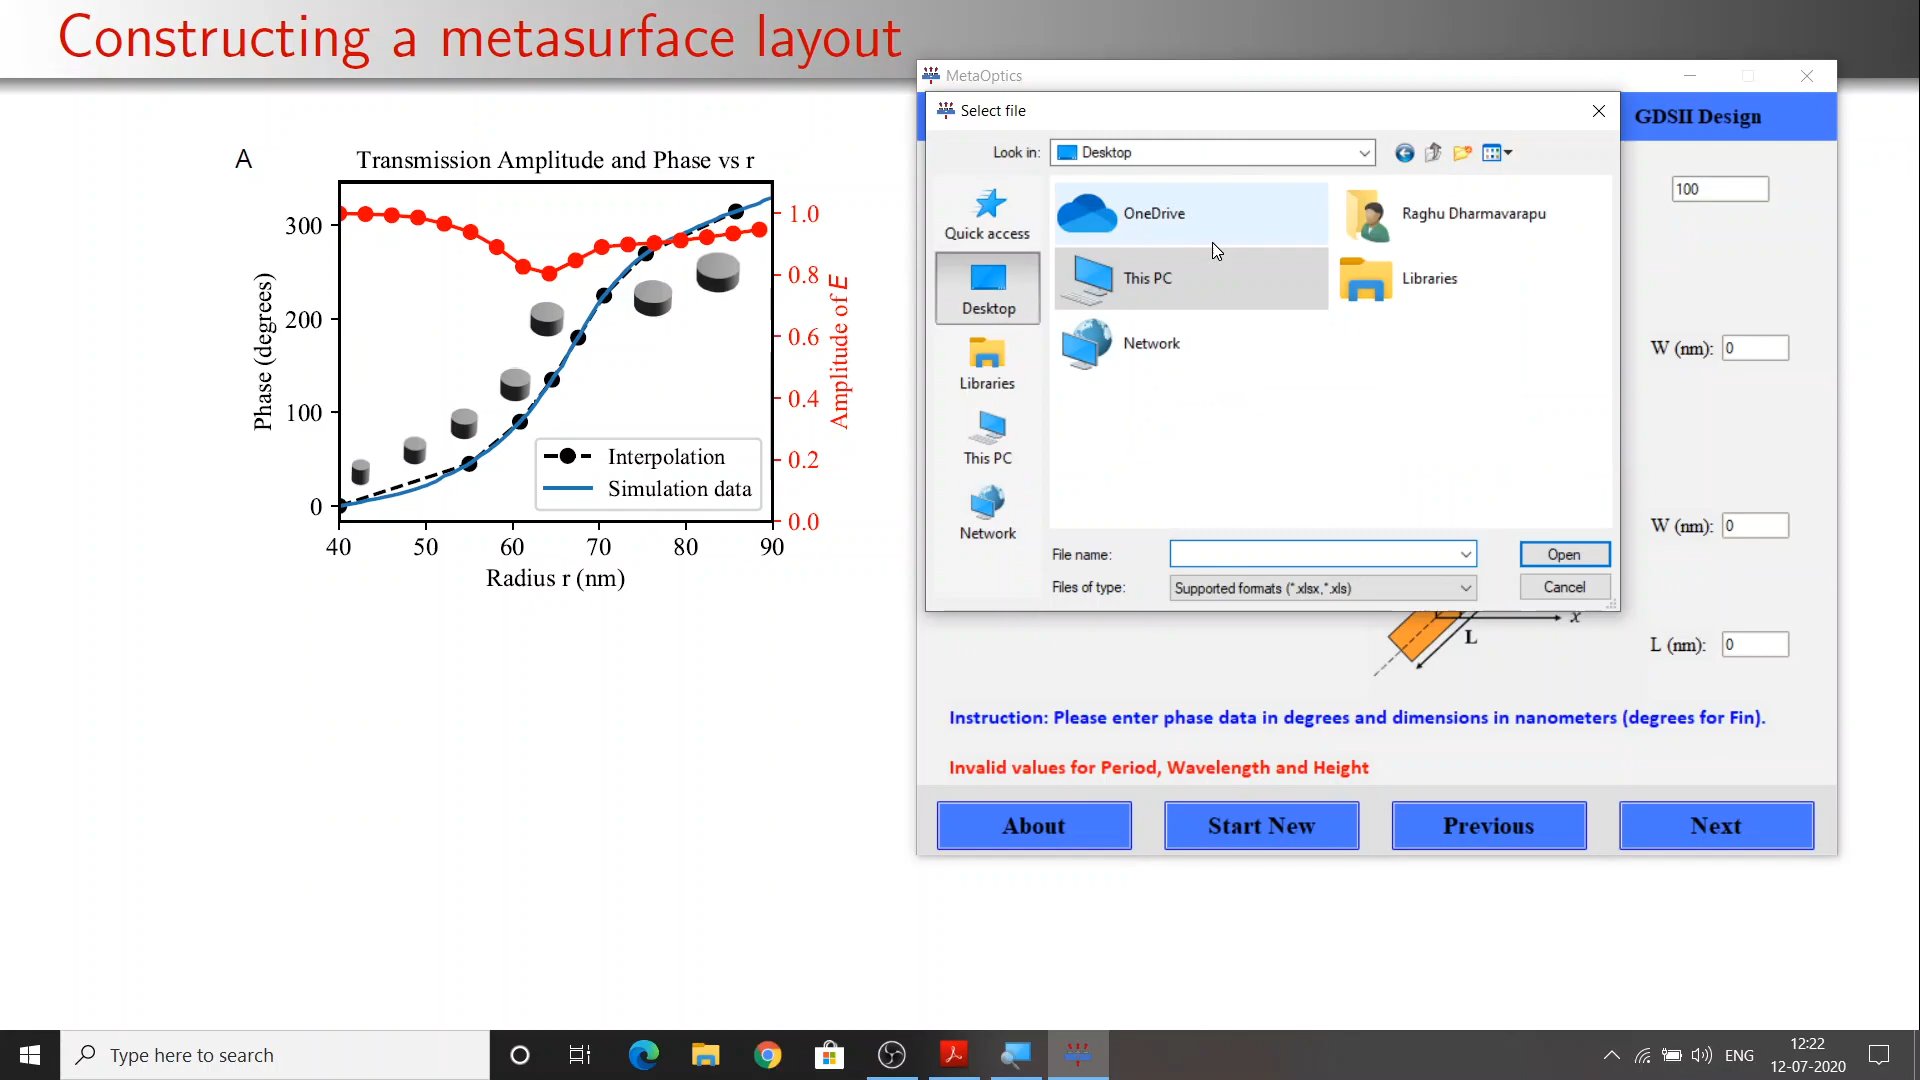 Constructing a metasurface layout
A
Transmission Amplitude and Phase vs r
300
200
100
0
Phase (degrees)
1.0
0.8
0.6
0.4
0.2
0.0
Amplitude of E
Interpolation
Simulation data
40 50 60 70 80 90
Radius r (nm)
MetaOptics
Select file
GDSII Design
Look in: Desktop
100
Quick access
Desktop
Libraries
This PC
Network
OneDrive
Raghu Dharmavarapu
This PC
Libraries
Network
W (nm): 0
W (nm): 0
File name:
Open
Files of type: Supported formats (*.xlsx,*.xls)
Cancel
x
L
L (nm): 0
Instruction: Please enter phase data in degrees and dimensions in nanometers (degrees for Fin).
Invalid values for Period, Wavelength and Height
About Start New Previous Next
Type here to search
ENG
12:22
12-07-2020